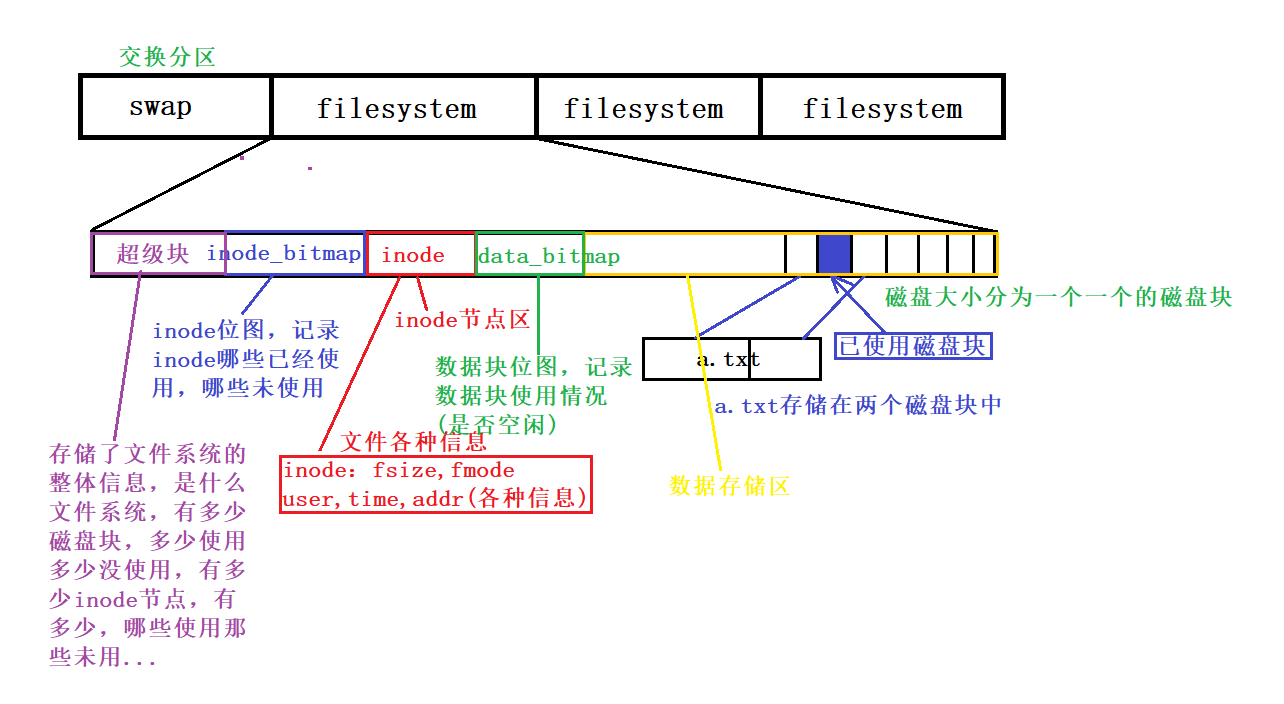 交换分区
swap
filesystem
filesystem
filesystem
超级块
inode_bitmap
inode
data_bitmap
磁盘大小分为一个一个的磁盘块
inode位图，记录
inode哪些已经使
用，哪些未使用
inode节点区
数据块位图，记录
数据块使用情况
(是否空闲)
a.txt
已使用磁盘块
a.txt存储在两个磁盘块中
文件各种信息
inode：fsize,fmode
user,time,addr(各种信息)
数据存储区
存储了文件系统的
整体信息，是什么
文件系统，有多少
磁盘块，多少使用
多少没使用，有多
少inode节点，有
多少，哪些使用那
些未用...